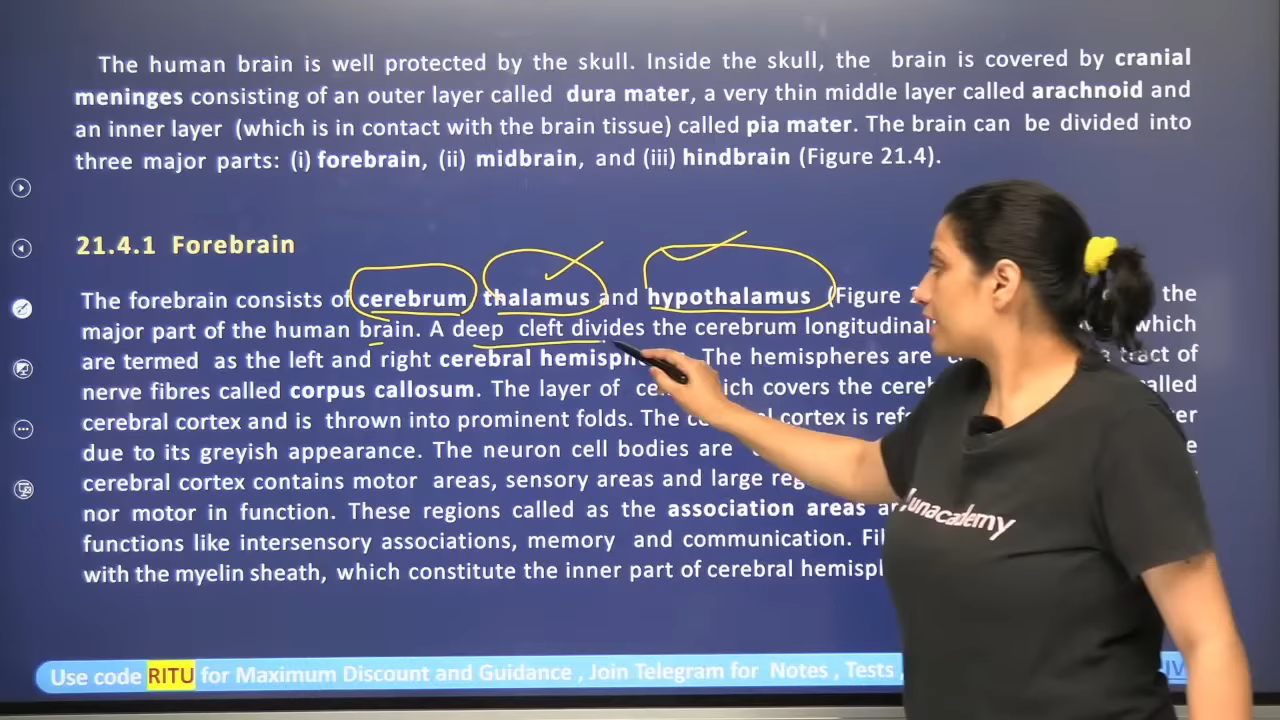 The human brain is well protected by the skull. Inside the skull, the brain is covered by cranial
meninges consisting of an outer layer called dura mater, a very thin middle layer called arachnoid and
an inner layer (which is in contact with the brain tissue) called pia mater. The brain can be divided into
three major parts: (i) forebrain, (ii) midbrain, and (iii) hindbrain (Figure 21.4).
21.4.1 Forebrain
The forebrain consists of cerebrum thalamus and hypothalamus (Figure the
major part of the human brain. A deep cleft divides the cerebrum which
are termed as the left and right cerebral The hemispheres are tract of
nerve fibres called corpus callosum. The layer of which covers the
cerebral cortex and is thrown into prominent folds. The cortex is
due to its greyish appearance. The neuron cell bodies are
cerebral cortex contains motor areas, sensory areas and large
nor motor in function. These regions called as the association areas
functions like intersensory associations, memory and communication.
with the myelin sheath, which constitute the inner part of cerebral
unacademy
Use code RITU for Maximum Discount and Guidance , Join Telegram for Notes , Tests ,